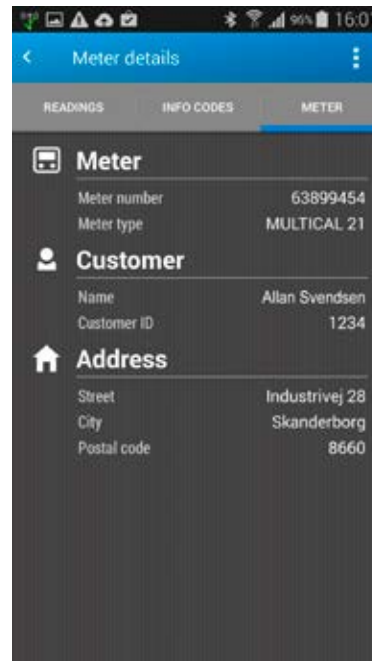 96% 16:0
Meter details
READINGS INFO CODES METER
Meter
Meter number 63899454
Meter type MULTICAL 21
Customer
Name Allan Svendsen
Customer ID 1234
Address
Street Industrivej 28
City Skanderborg
Postal code 8660